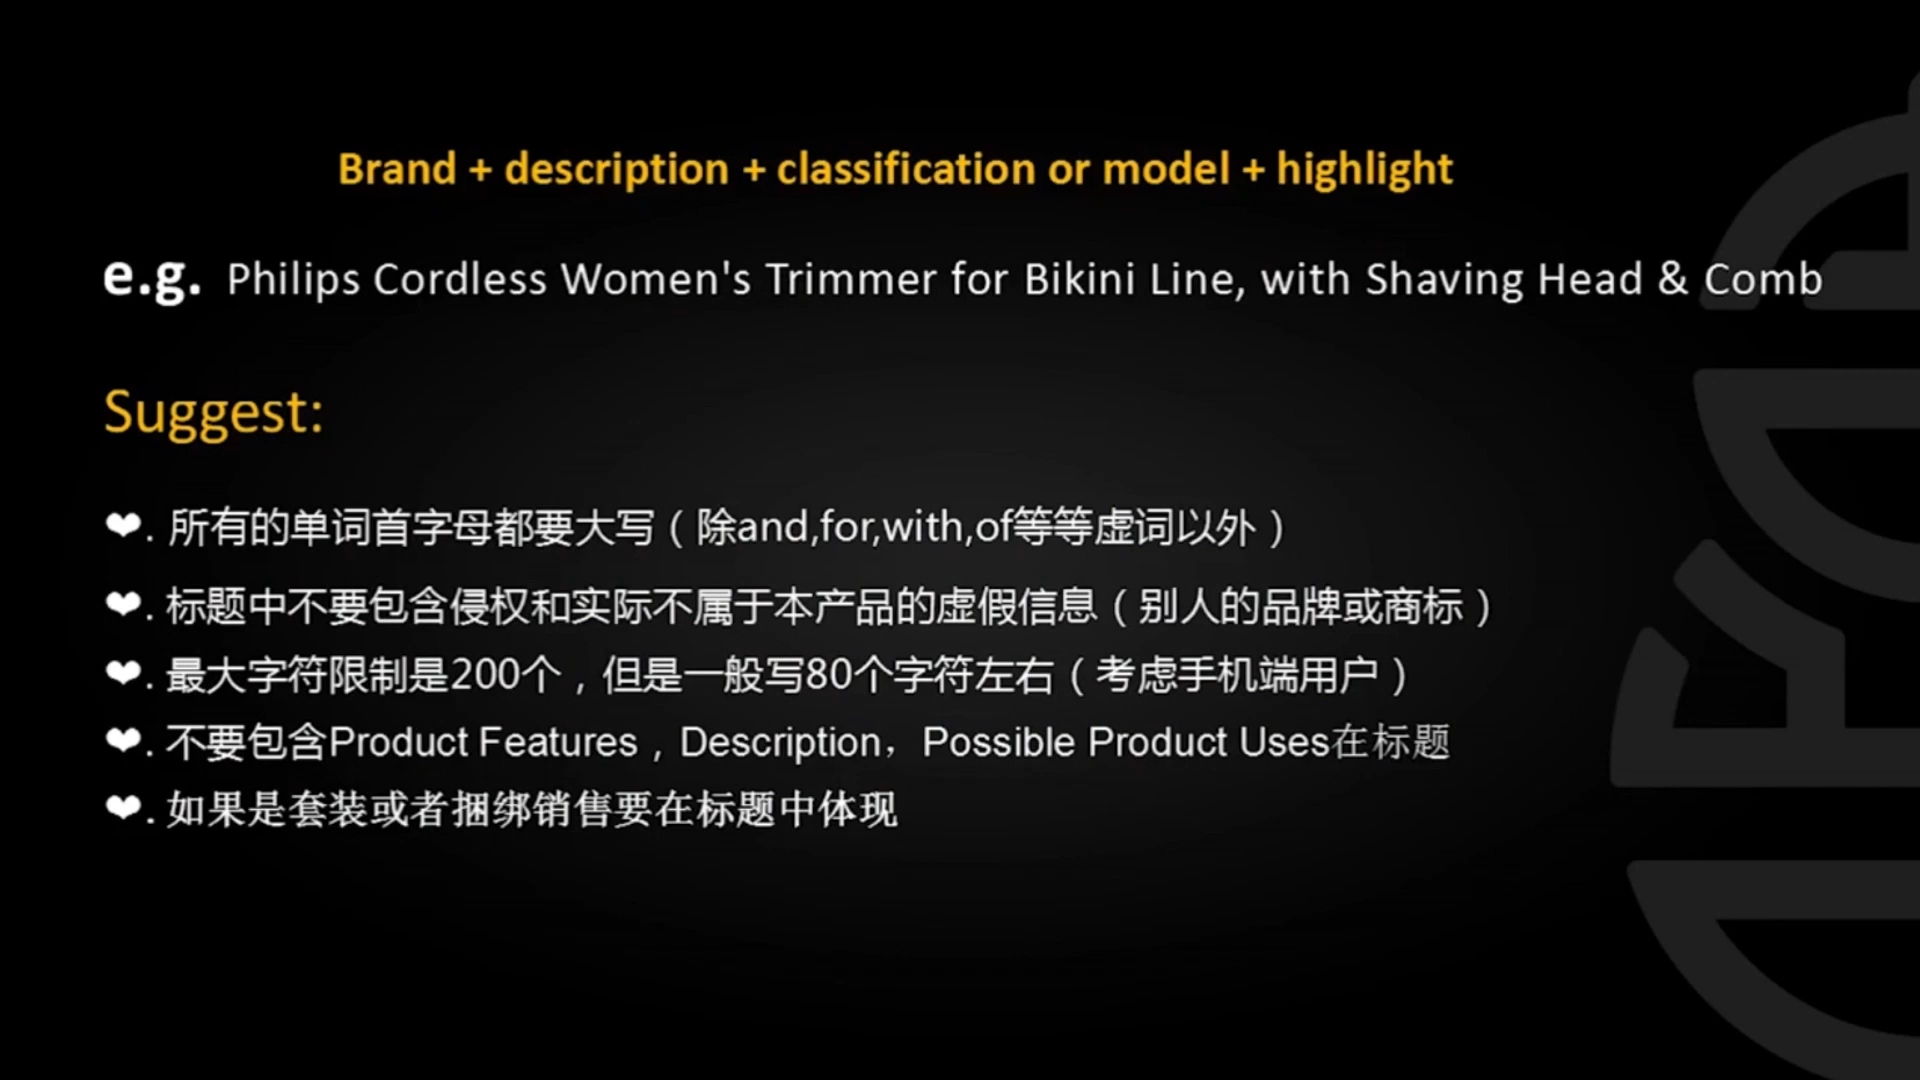 Brand + description + classification or model + highlight
e.g. Philips Cordless Women's Trimmer for Bikini Line, with Shaving Head & Comb
Suggest:
❤. 所有的单词首字母都要大写（除and,for,with,of等等虚词以外）
❤. 标题中不要包含侵权和实际不属于本产品的虚假信息（别人的品牌或商标）
❤. 最大字符限制是200个，但是一般写80个字符左右（考虑手机端用户）
❤. 不要包含Product Features，Description，Possible Product Uses在标题
❤. 如果是套装或者捆绑销售要在标题中体现